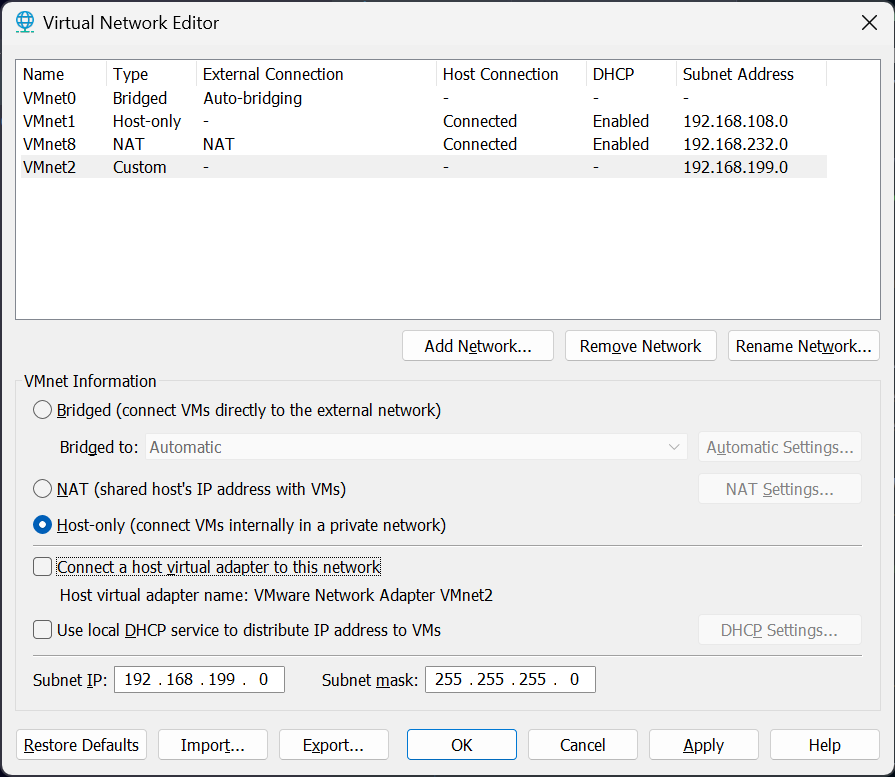 Virtual Network Editor
Name Type External Connection Host Connection DHCP Subnet Address
VMnet0 Bridged Auto-bridging - - -
VMnet1 Host-only - Connected Enabled 192.168.108.0
VMnet8 NAT NAT Connected Enabled 192.168.232.0
VMnet2 Custom - - - 192.168.199.0
Add Network... Remove Network Rename Network...
VMnet Information
Bridged (connect VMs directly to the external network)
Bridged to: Automatic Automatic Settings...
NAT (shared host's IP address with VMs) NAT Settings...
Host-only (connect VMs internally in a private network)
Connect a host virtual adapter to this network
Host virtual adapter name: VMware Network Adapter VMnet2
Use local DHCP service to distribute IP address to VMs DHCP Settings...
Subnet IP: 192 . 168 . 199 . 0 Subnet mask: 255 . 255 . 255 . 0
Restore Defaults Import... Export... OK Cancel Apply Help